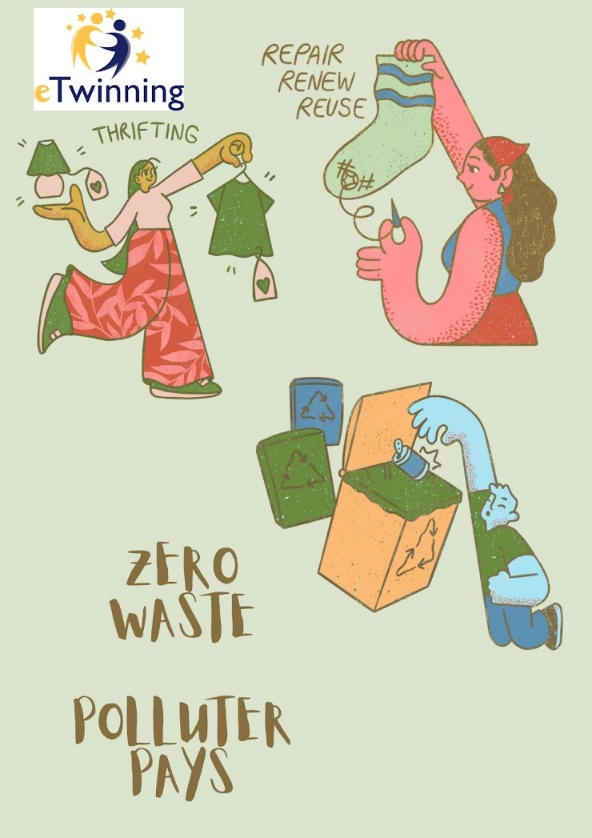 eTwinning
THRIFTING
REPAIR
RENEW
REUSE
ZERO
WASTE
POLLUTER
PAYS